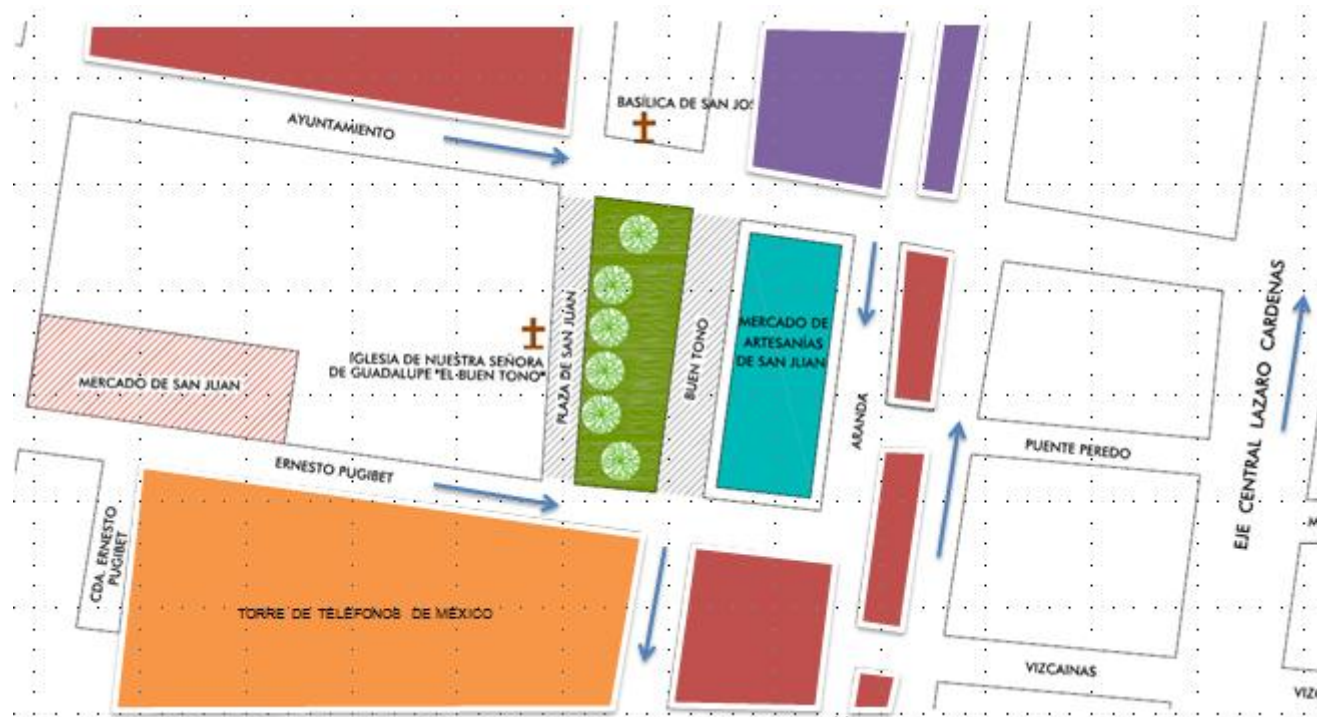 BASÍLICA DE SAN JOS
AYUNTAMIENTO
MERCADO DE
ARTESANÍAS
DE SAN JUAN
IGLESIA DE NUESTRA SEÑORA
DE GUADALUPE "EL BUEN TONO"
PLAZA DE SAN JUAN
BUEN TONO
ARANDA
MERCADO DE SAN JUAN
EJE CENTRAL LAZARO CARDENAS
PUENTE PEREDO
ERNESTO PUGIBET
CDA. ERNESTO
PUGIBET
TORRE DE TELÉFONOS DE MÉXICO
VIZCAINAS